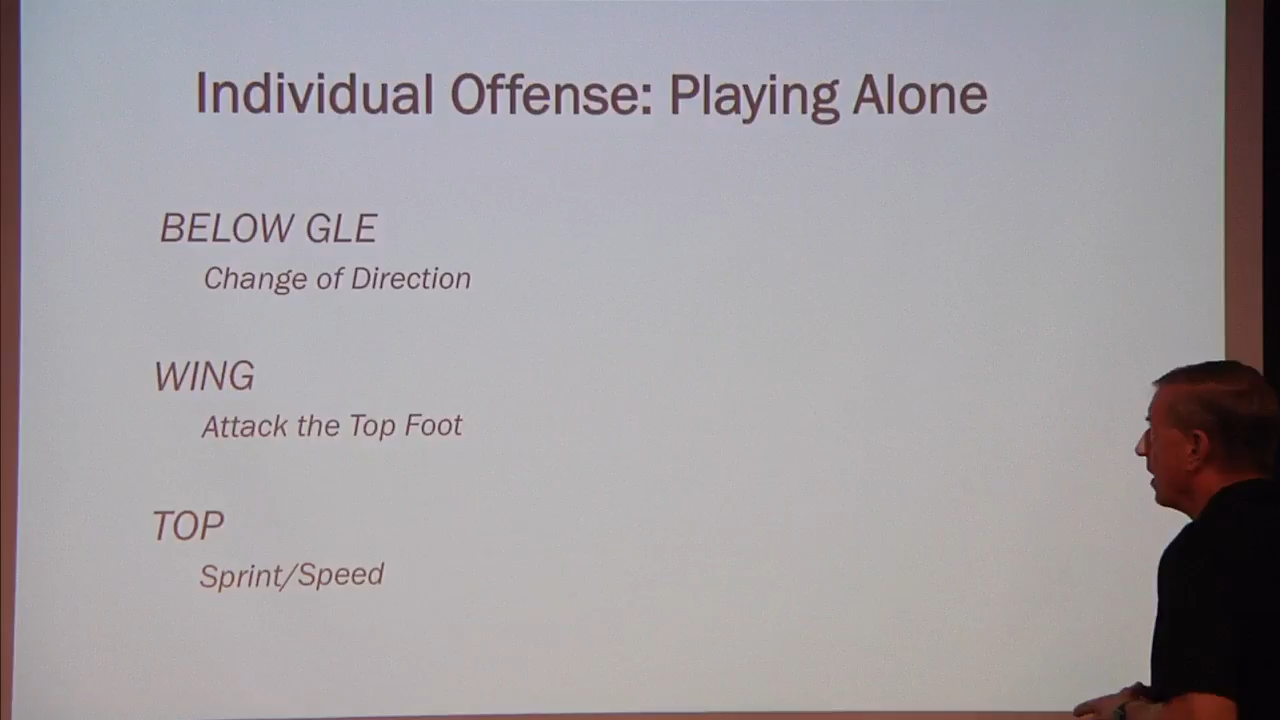 Individual Offense: Playing Alone
BELOW GLE
Change of Direction
WING
Attack the Top Foot
TOP
Sprint/Speed